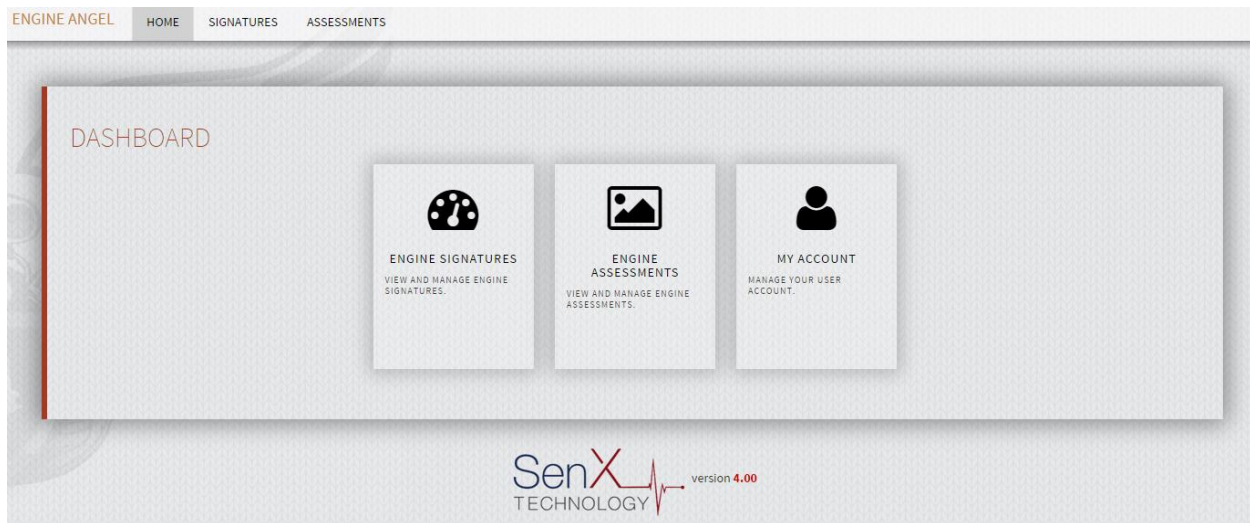 ENGINE ANGEL HOME SIGNATURES ASSESSMENTS
DASHBOARD
ENGINE SIGNATURES
VIEW AND MANAGE ENGINE
SIGNATURES.
ENGINE
ASSESSMENTS
VIEW AND MANAGE ENGINE
ASSESSMENTS.
MY ACCOUNT
MANAGE YOUR USER
ACCOUNT.
SenX
TECHNOLOGY
version 4.00